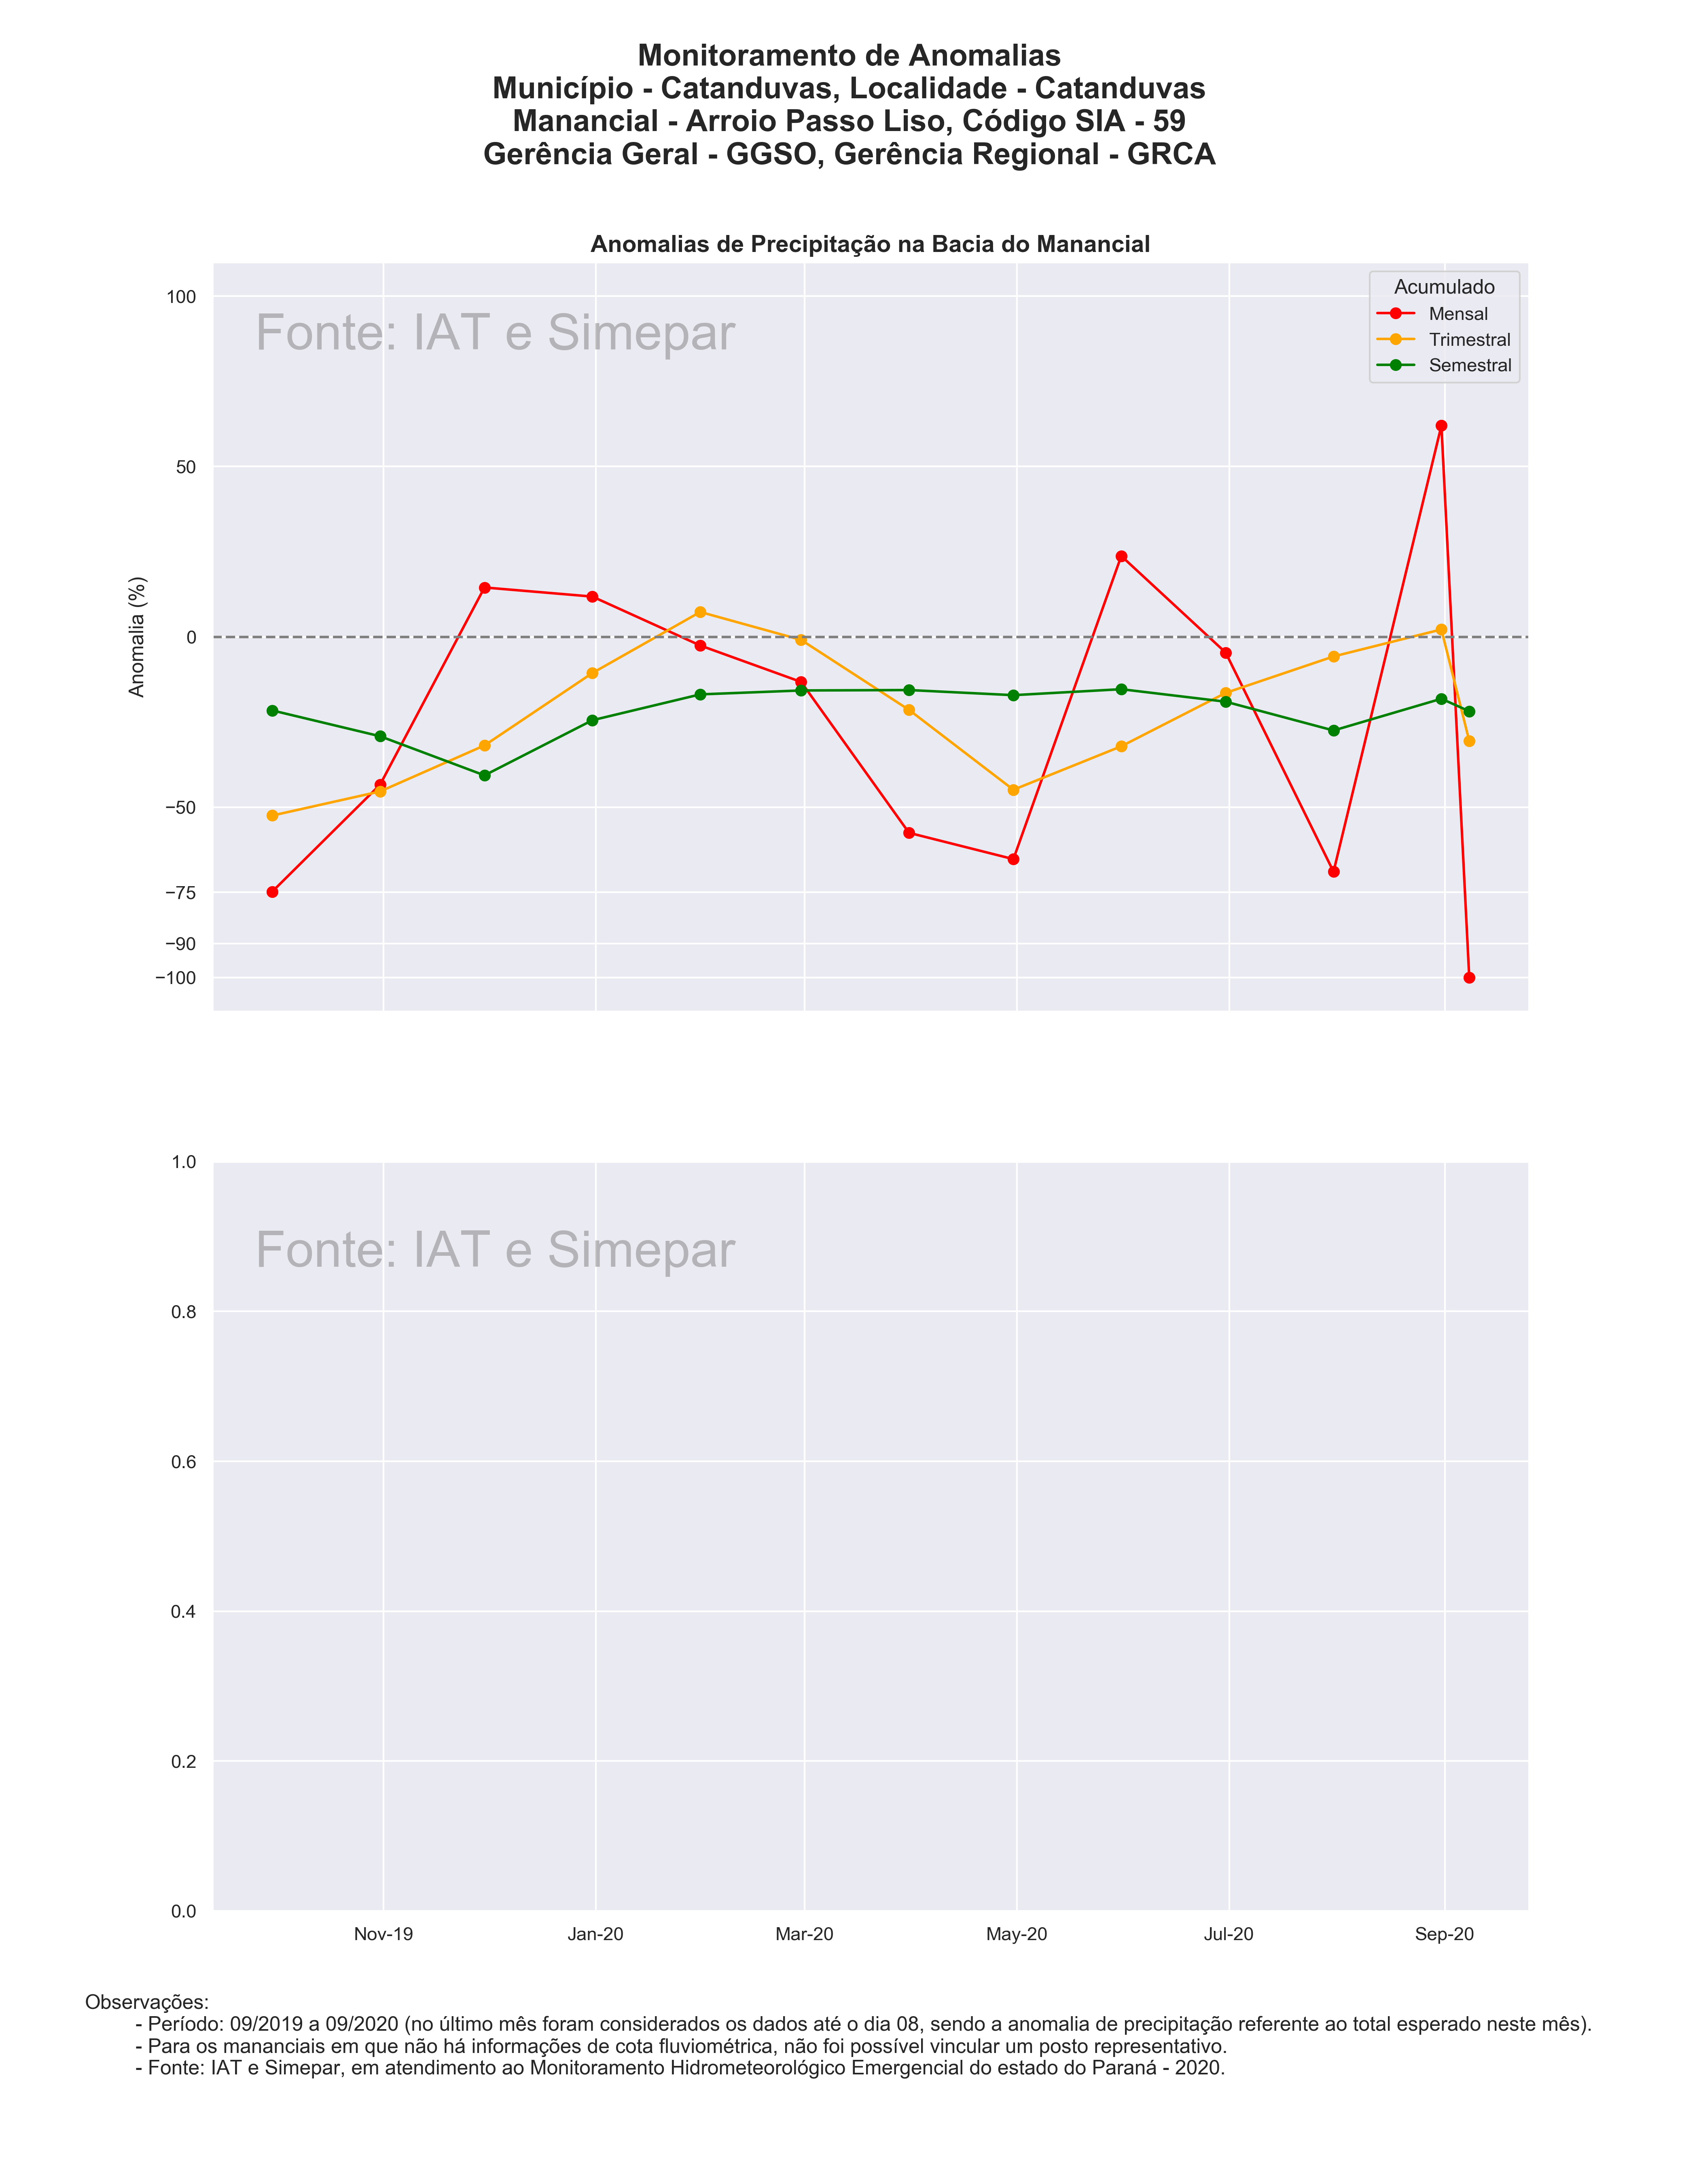 Monitoramento de Anomalias
Município - Catanduvas, Localidade - Catanduvas
Manancial - Arroio Passo Liso, Código SIA - 59
Gerência Geral - GGSO, Gerência Regional - GRCA
Anomalias de Precipitação na Bacia do Manancial
Fonte: IAT e Simepar
Acumulado
Mensal
Trimestral
Semestral
Anomalia (%)
100
50
0
−50
−75
−90
−100
Fonte: IAT e Simepar
1.0
0.8
0.6
0.4
0.2
0.0
Nov-19 Jan-20 Mar-20 May-20 Jul-20 Sep-20
Observações:
- Período: 09/2019 a 09/2020 (no último mês foram considerados os dados até o dia 08, sendo a anomalia de precipitação referente ao total esperado neste mês).
- Para os mananciais em que não há informações de cota fluviométrica, não foi possível vincular um posto representativo.
- Fonte: IAT e Simepar, em atendimento ao Monitoramento Hidrometeorológico Emergencial do estado do Paraná - 2020.